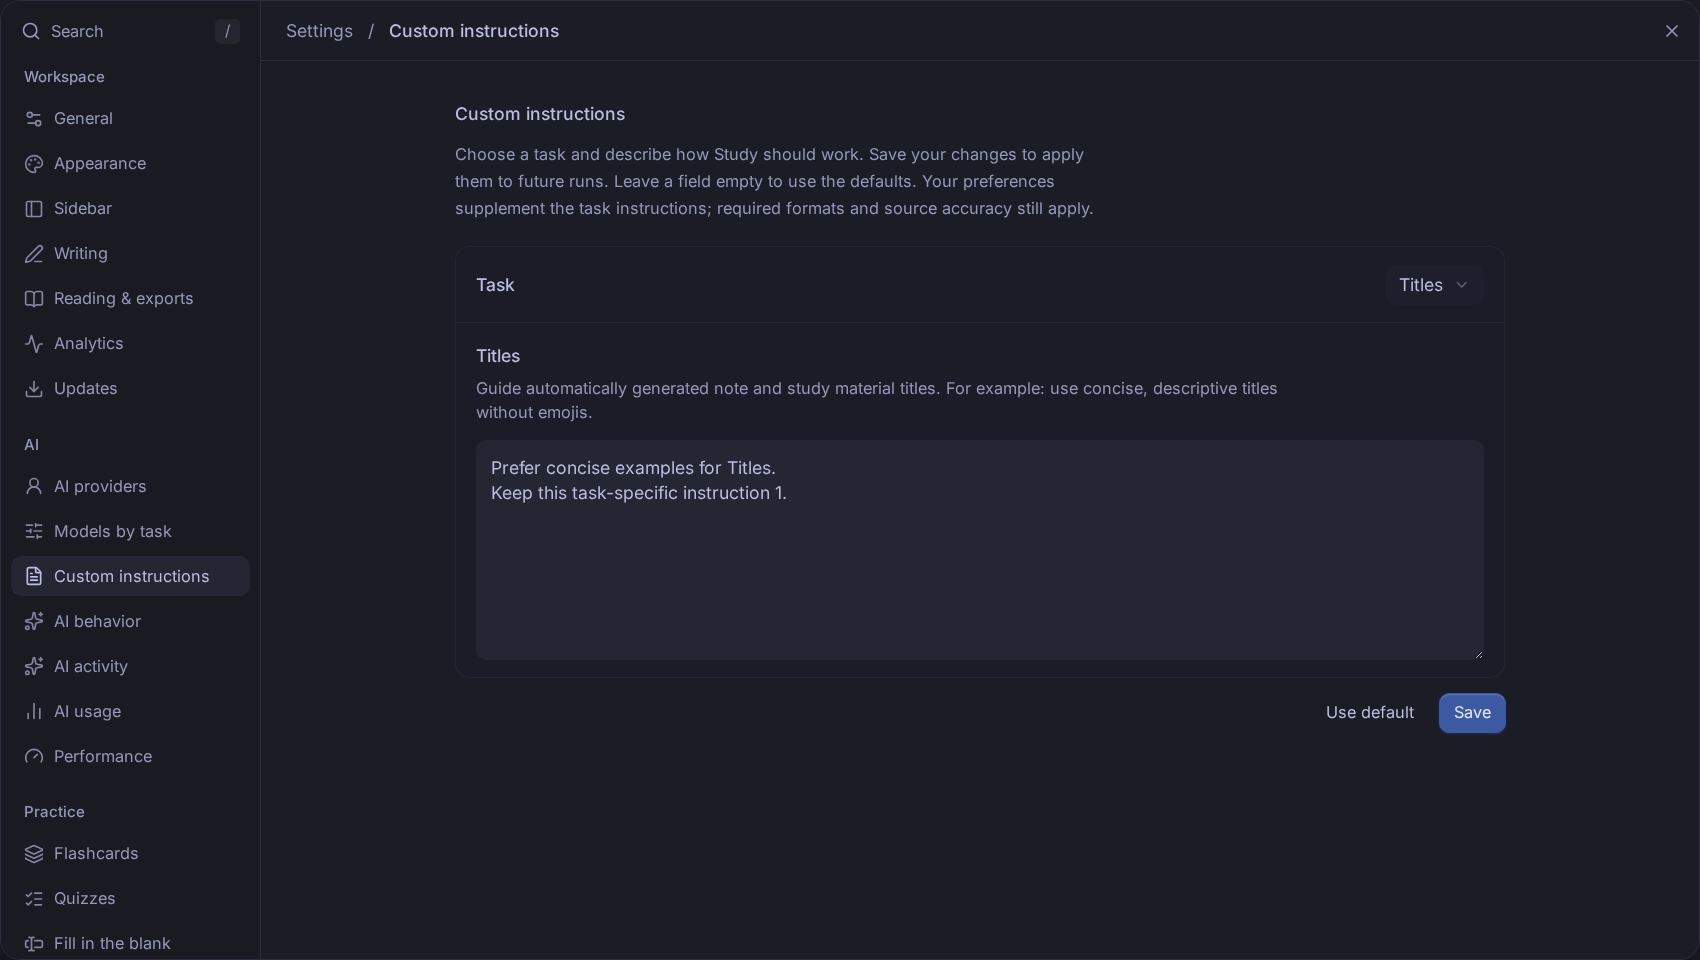 Search
/
Workspace
General
Appearance
Sidebar
Writing
Reading & exports
Analytics
Updates
AI
AI providers
Models by task
Custom instructions
AI behavior
AI activity
AI usage
Performance
Practice
Flashcards
Quizzes
Fill in the blank
Settings / Custom instructions
Custom instructions
Choose a task and describe how Study should work. Save your changes to apply
them to future runs. Leave a field empty to use the defaults. Your preferences
supplement the task instructions; required formats and source accuracy still apply.
Task
Titles
Titles
Guide automatically generated note and study material titles. For example: use concise, descriptive titles
without emojis.
Prefer concise examples for Titles.
Keep this task-specific instruction 1.
Use default
Save